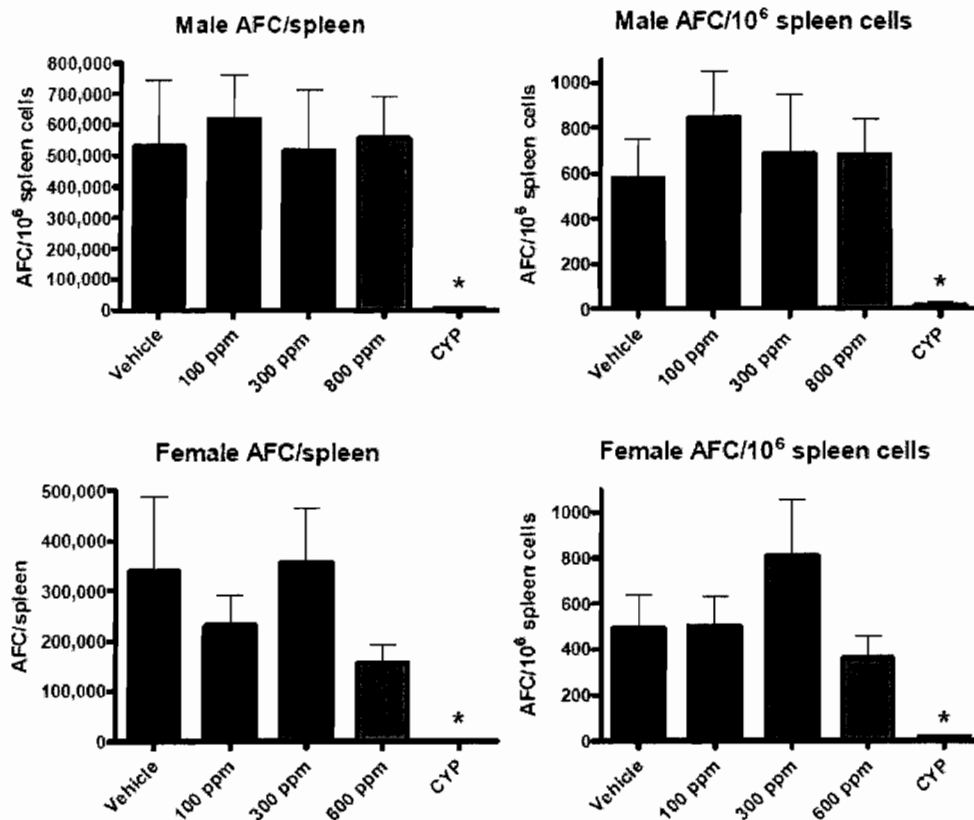 Male AFC/spleen
AFC/10⁶ spleen cells
800,000
700,000
600,000
500,000
400,000
300,000
200,000
100,000
0
*
Vehicle
100 ppm
300 ppm
800 ppm
CYP
Male AFC/10⁶ spleen cells
AFC/10⁶ spleen cells
1000
800
600
400
200
0
*
Vehicle
100 ppm
300 ppm
800 ppm
CYP
Female AFC/spleen
AFC/spleen
500,000
400,000
300,000
200,000
100,000
0
*
Vehicle
100 ppm
300 ppm
600 ppm
CYP
Female AFC/10⁶ spleen cells
AFC/10⁶ spleen cells
1000
800
600
400
200
0
*
Vehicle
100 ppm
300 ppm
600 ppm
CYP